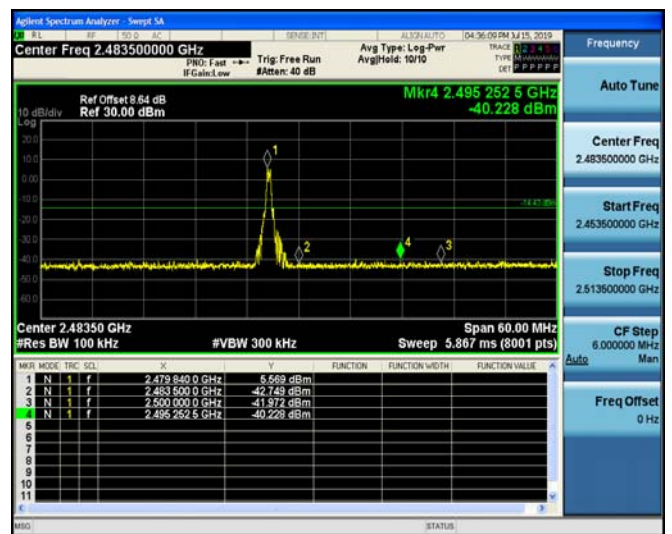 Agilent Spectrum Analyzer - Swept SA
RL RF 50 Ω AC SENSE:INT ALIGN AUTO 04:36:09 PM Jul 15, 2019
Center Freq 2.483500000 GHz
PNO: Fast
IFGain:Low
Trig: Free Run
#Atten: 40 dB
Avg Type: Log-Pwr
Avg|Hold: 10/10
TRACE 1 2 3 4 5 6
TYPE M
DET P P P P P P
Mkr4 2.495 252 5 GHz
-40.228 dBm
Ref Offset 8.64 dB
10 dB/div Ref 30.00 dBm
Log
20.0
10.0
0.00
-10.0
-20.0
-30.0
-40.0
-50.0
-60.0
1
2
4
3
Center 2.48350 GHz Span 60.00 MHz
#Res BW 100 kHz #VBW 300 kHz Sweep 5.867 ms (8001 pts)
MKR MODE TRC SCL X Y FUNCTION FUNCTION WIDTH FUNCTION VALUE
1 N 1 f 2.479 840 0 GHz 5.569 dBm
2 N 1 f 2.483 500 0 GHz -42.749 dBm
3 N 1 f 2.500 000 0 GHz -41.972 dBm
4 N 1 f 2.495 252 5 GHz -40.228 dBm
5
6
7
8
9
10
11
MSG STATUS
Frequency
Auto Tune
Center Freq
2.483500000 GHz
Start Freq
2.453500000 GHz
Stop Freq
2.513500000 GHz
CF Step
6.000000 MHz
Auto Man
Freq Offset
0 Hz